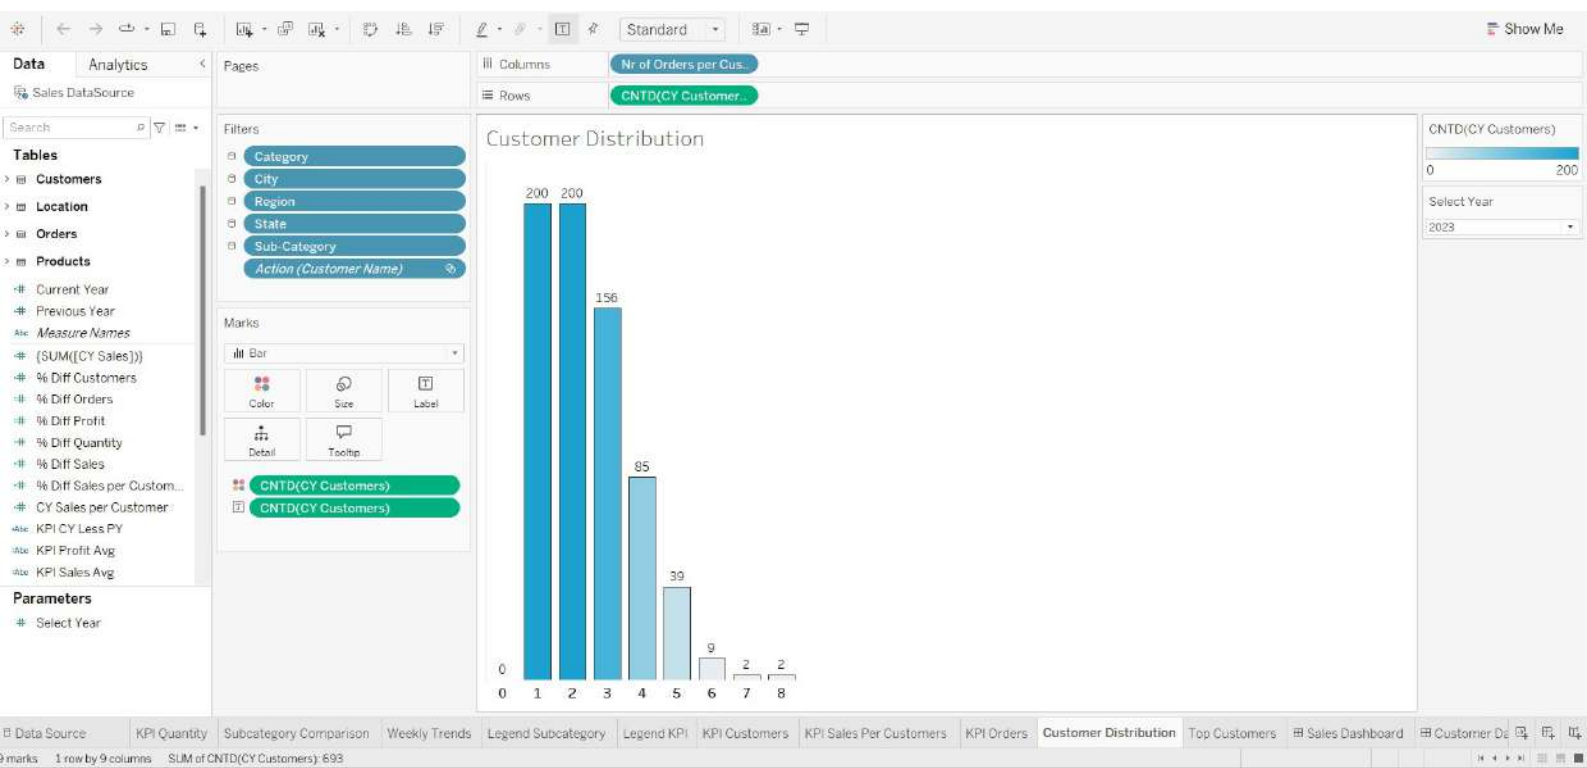 Standard
Show Me
Data
Analytics
Sales DataSource
Search
Tables
Customers
Location
Orders
Products
Current Year
Previous Year
Abc Measure Names
{SUM([CY Sales])}
% Diff Customers
% Diff Orders
% Diff Profit
% Diff Quantity
% Diff Sales
% Diff Sales per Custom...
CY Sales per Customer
Abc KPI CY Less PY
Abc KPI Profit Avg
Abc KPI Sales Avg
Parameters
# Select Year
Pages
Filters
Category
City
Region
State
Sub-Category
Action (Customer Name)
Marks
Bar
Color
Size
Label
Detail
Tooltip
CNTD(CY Customers)
CNTD(CY Customers)
Columns
Nr of Orders per Cus..
Rows
CNTD(CY Customer..
Customer Distribution
200 200
156
85
39
9
2 2
0
0 1 2 3 4 5 6 7 8
CNTD(CY Customers)
0 200
Select Year
2023
Data Source
KPI Quantity
Subcategory Comparison
Weekly Trends
Legend Subcategory
Legend KPI
KPI Customers
KPI Sales Per Customers
KPI Orders
Customer Distribution
Top Customers
Sales Dashboard
Customer Da
9 marks 1 row by 9 columns SUM of CNTD(CY Customers): 693